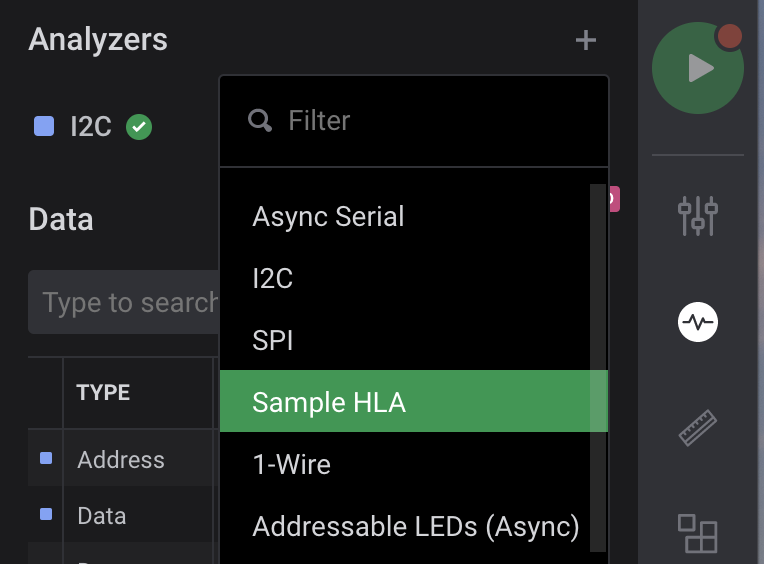 Analyzers
I2C
Filter
Data
Async Serial
I2C
Type to search
SPI
TYPE
Sample HLA
Address
1-Wire
Data
Addressable LEDs (Async)